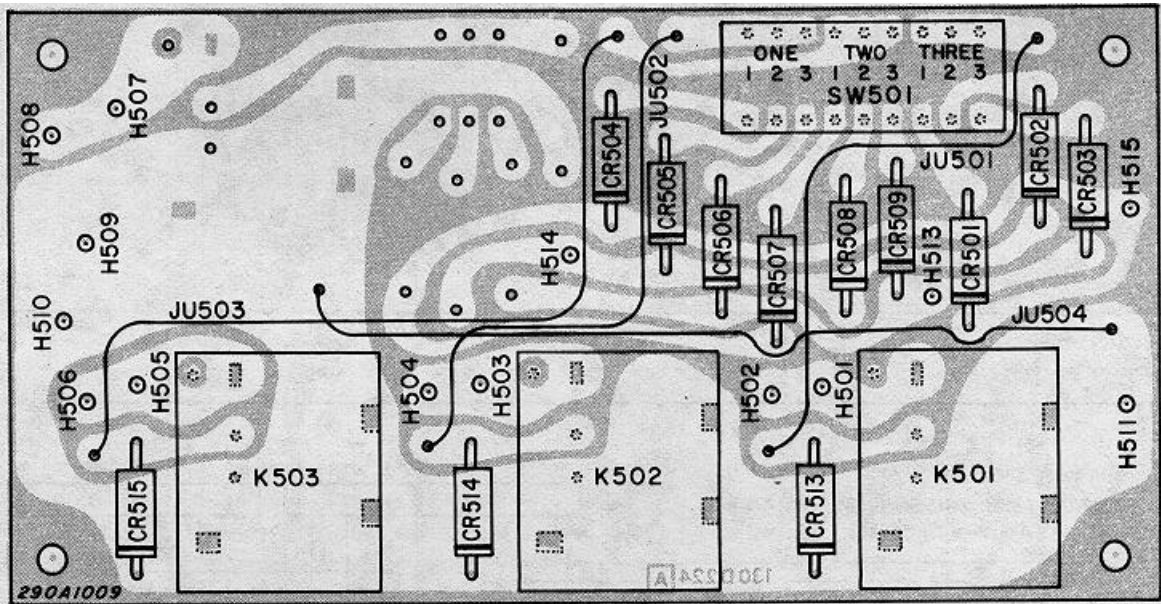 ONE TWO THREE
1 2 3 1 2 3 1 2 3
SW501
H508
H507
JU502
CR504
CR505
CR506
CR507
CR508
CR509
CR501
CR502
CR503
H515
JU501
H509
H514
H513
H510
JU503
JU504
H506
H505
H504
H503
H502
H501
H511
CR515
K503
CR514
K502
CR513
K501
290A1009
130D224 A